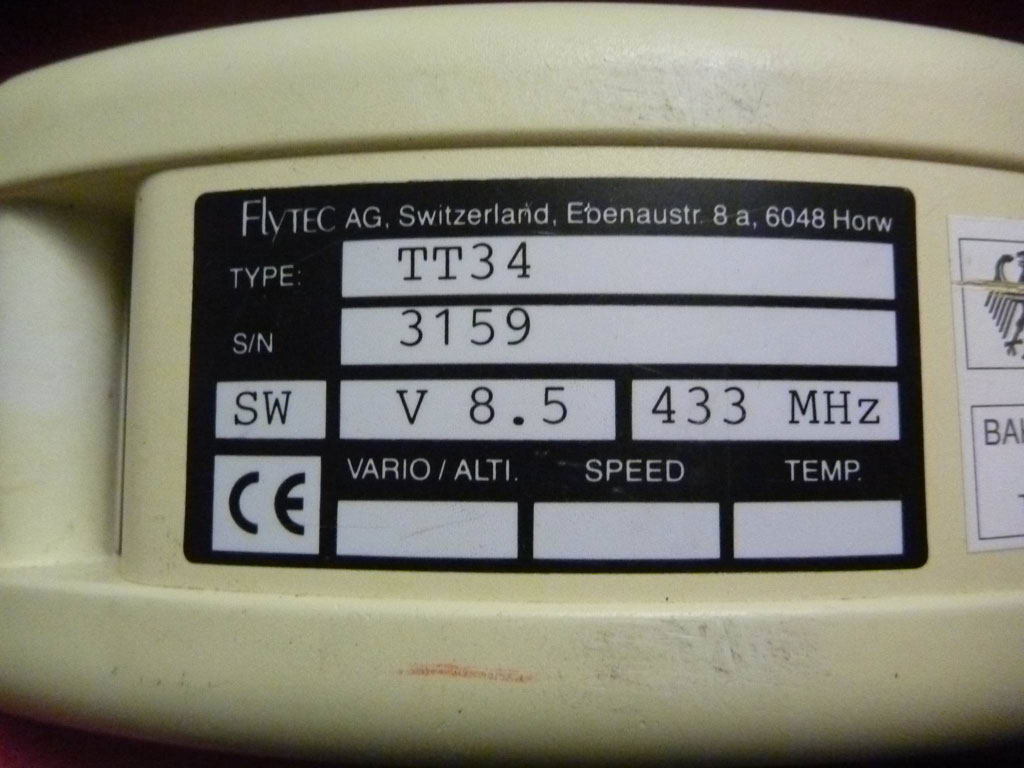 FLYTEC AG, Switzerland, Ebenaustr. 8 a, 6048 Horw
TYPE: TT34
S/N 3159
SW V 8.5 433 MHz
CE VARIO / ALTI. SPEED TEMP.